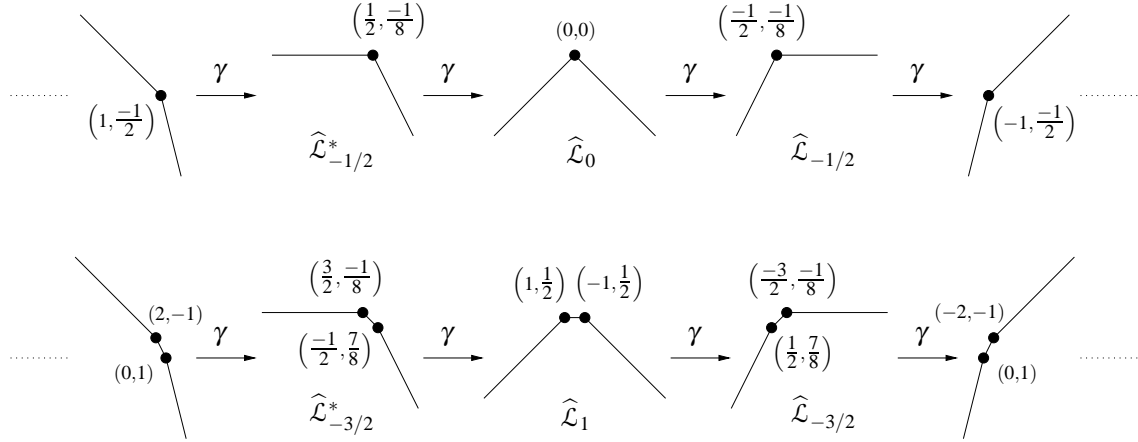 (1/2, -1/8) (0,0) (-1/2, -1/8)
γ γ γ γ
(1, -1/2) (-1, -1/2)
ℒ̂*₋₁/₂ ℒ̂₀ ℒ̂₋₁/₂
(3/2, -1/8) (1, 1/2) (-1, 1/2) (-3/2, -1/8)
(2,-1) (-2,-1)
γ γ γ γ
(-1/2, 7/8) (1/2, 7/8)
(0,1) (0,1)
ℒ̂*₋₃/₂ ℒ̂₁ ℒ̂₋₃/₂